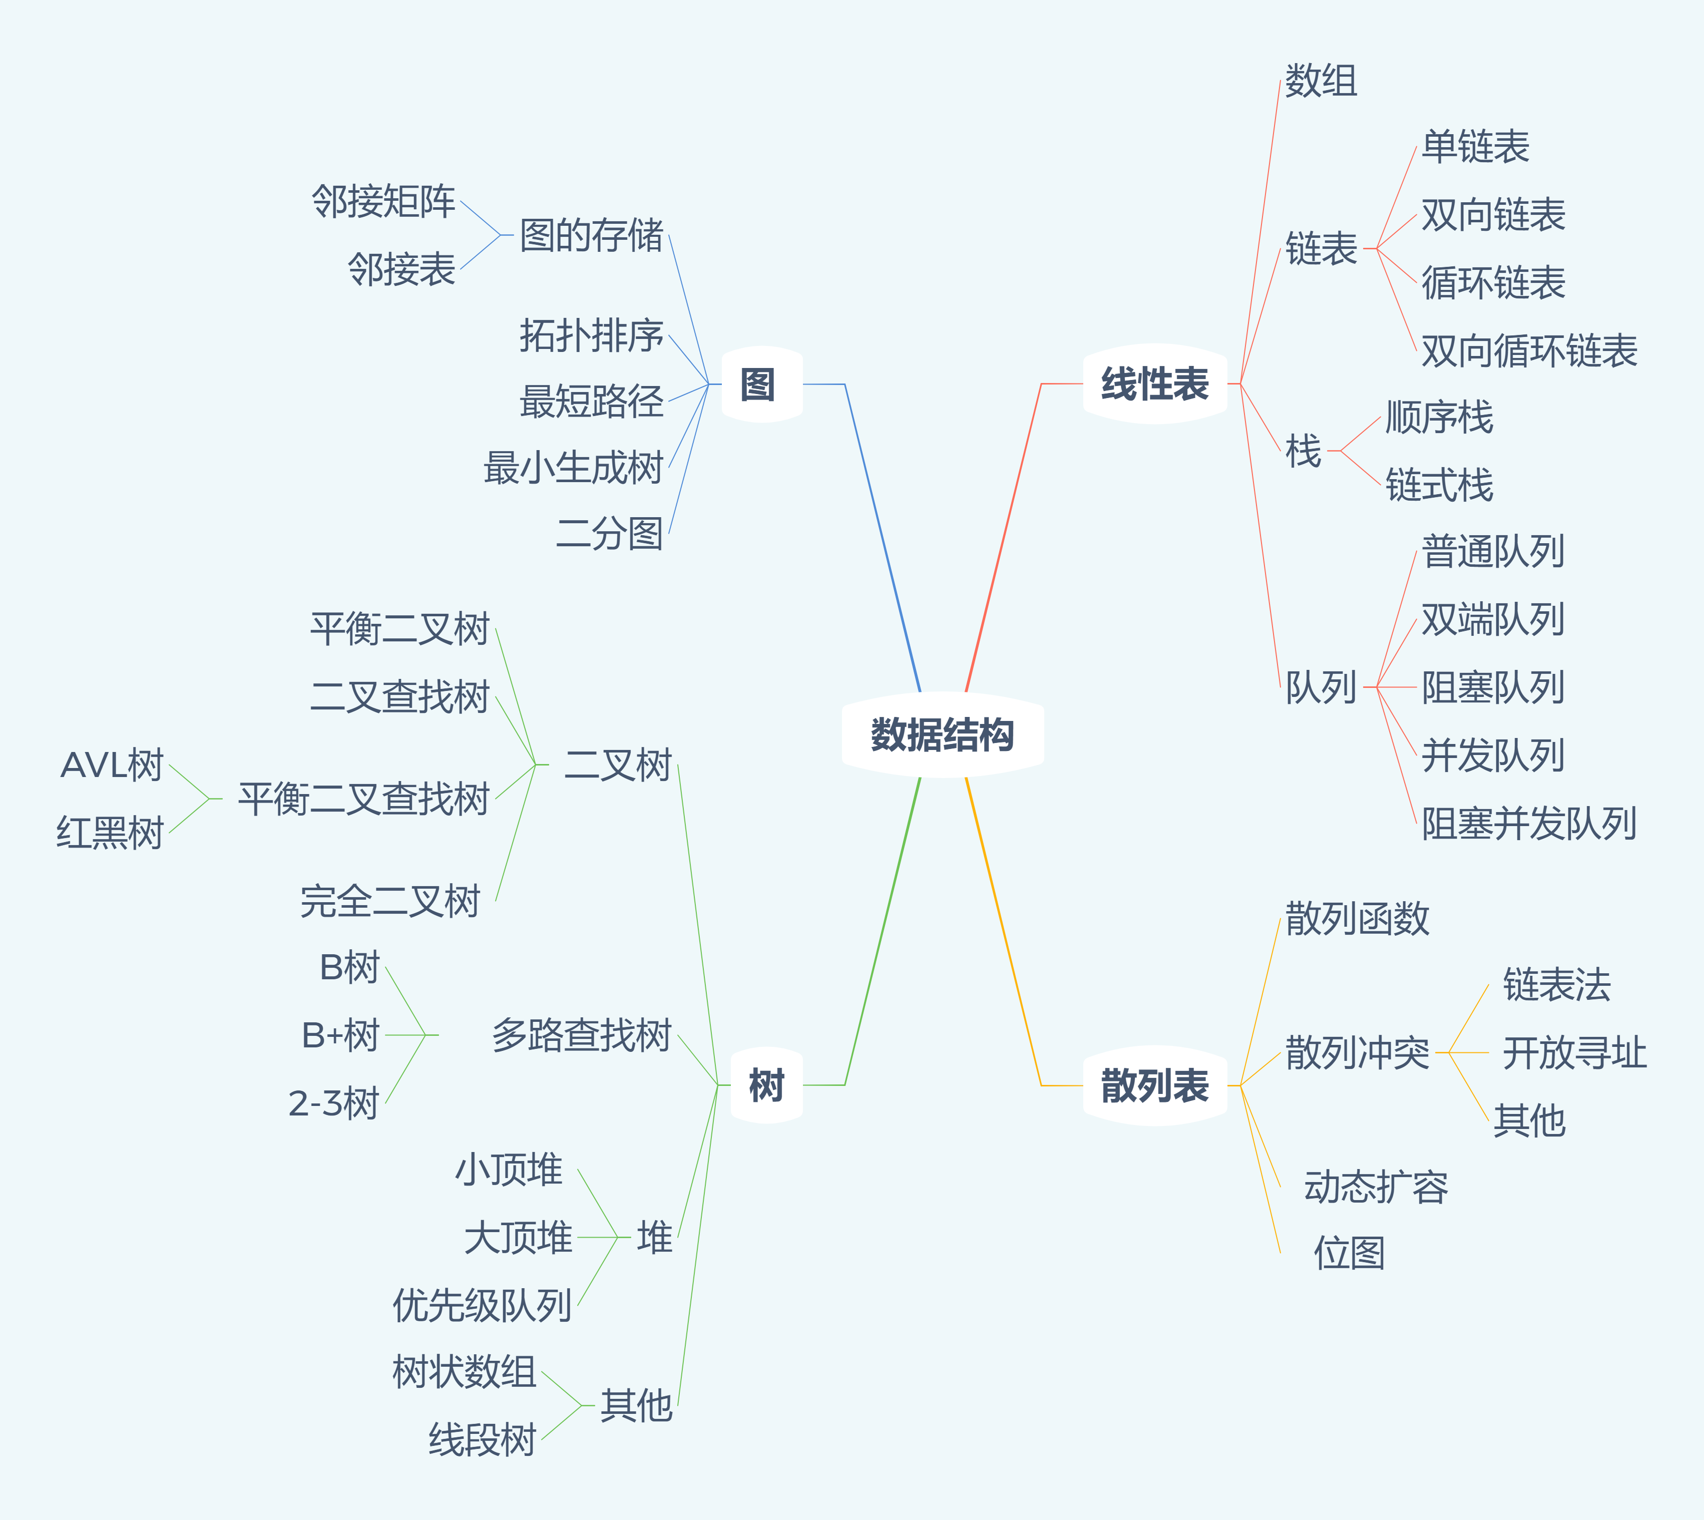 数据结构
线性表
数组
链表
单链表
双向链表
循环链表
双向循环链表
栈
顺序栈
链式栈
队列
普通队列
双端队列
阻塞队列
并发队列
阻塞并发队列
散列表
散列函数
散列冲突
链表法
开放寻址
其他
动态扩容
位图
树
二叉树
平衡二叉树
二叉查找树
平衡二叉查找树
AVL树
红黑树
完全二叉树
多路查找树
B树
B+树
2-3树
堆
小顶堆
大顶堆
优先级队列
其他
树状数组
线段树
图
图的存储
邻接矩阵
邻接表
拓扑排序
最短路径
最小生成树
二分图